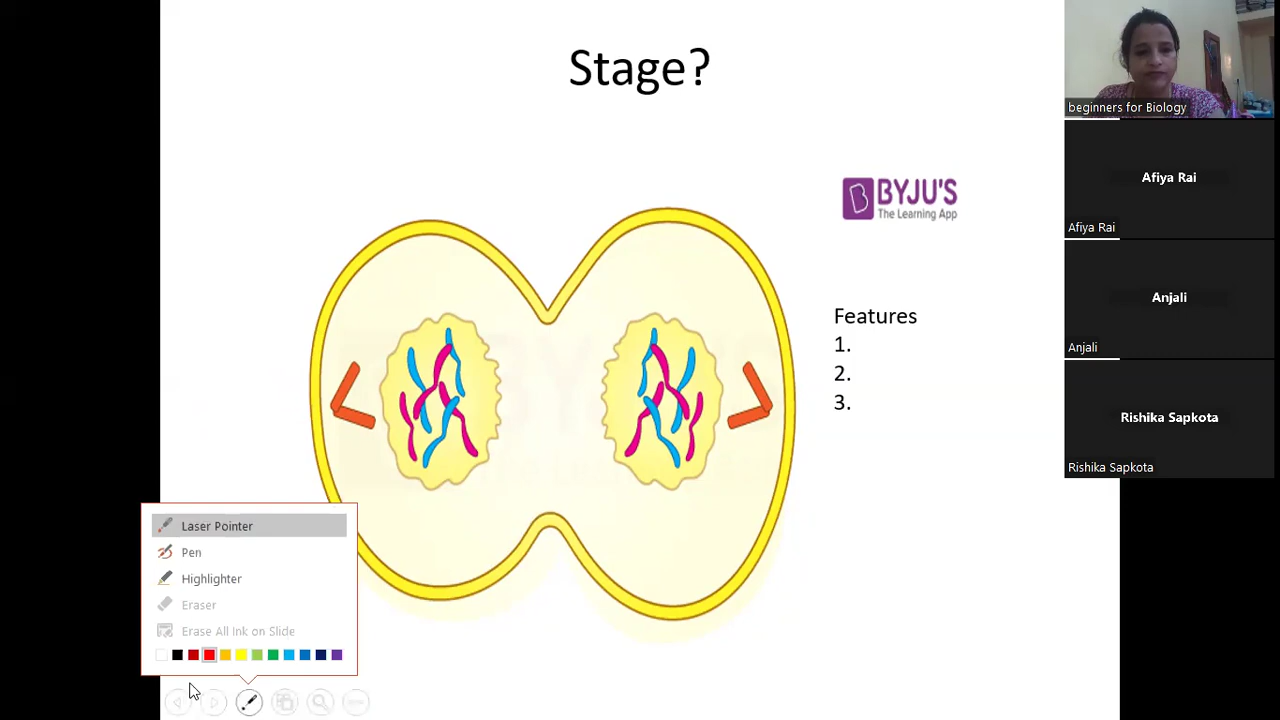 Stage?
BYJU'S
The Learning App
Features
1.
2.
3.
Laser Pointer
Pen
Highlighter
Eraser
Erase All Ink on Slide
beginners for Biology
Afiya Rai
Afiya Rai
Anjali
Anjali
Rishika Sapkota
Rishika Sapkota